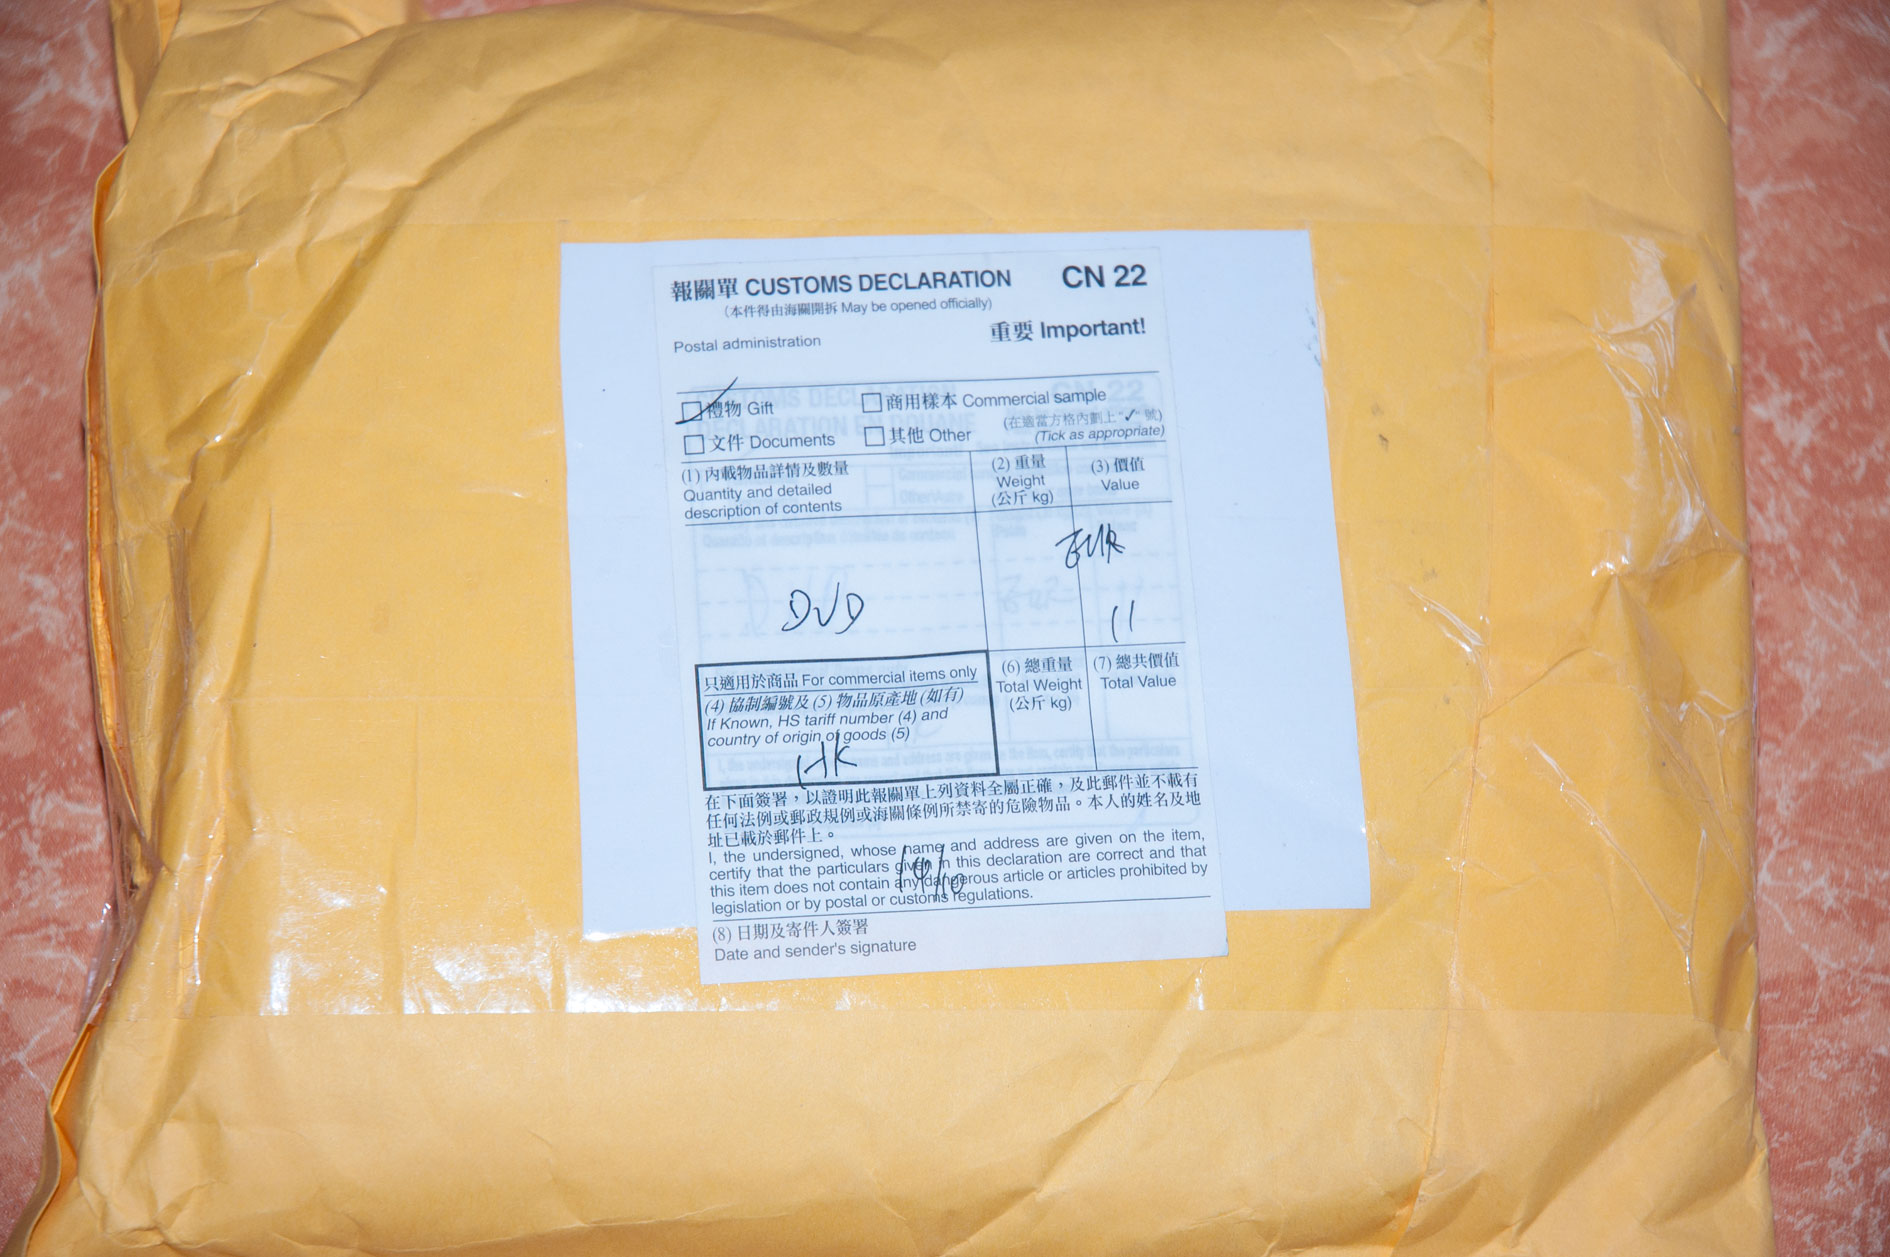 報關單 CUSTOMS DECLARATION CN 22
(本件得由海關開拆 May be opened officially)
重要 Important!
Postal administration
禮物 Gift 商用樣本 Commercial sample
(在適當方格內劃上 "✓" 號)
文件 Documents 其他 Other (Tick as appropriate)
(1) 內載物品詳情及數量
Quantity and detailed
description of contents
(2) 重量
Weight
(公斤 kg)
(3) 價值
Value
EUR
DVD
11
只適用於商品 For commercial items only
(4) 協制編號及 (5) 物品原產地 (如有)
If Known, HS tariff number (4) and
country of origin of goods (5)
HK
(6) 總重量
Total Weight
(公斤 kg)
(7) 總共價值
Total Value
在下面簽署,以證明此報關單上列資料全屬正確,及此郵件並不載有
任何法例或郵政規例或海關條例所禁寄的危險物品。本人的姓名及地
址已載於郵件上。
I, the undersigned, whose name and address are given on the item,
certify that the particulars given in this declaration are correct and that
this item does not contain any dangerous article or articles prohibited by
legislation or by postal or customs regulations.
(8) 日期及寄件人簽署
Date and sender's signature